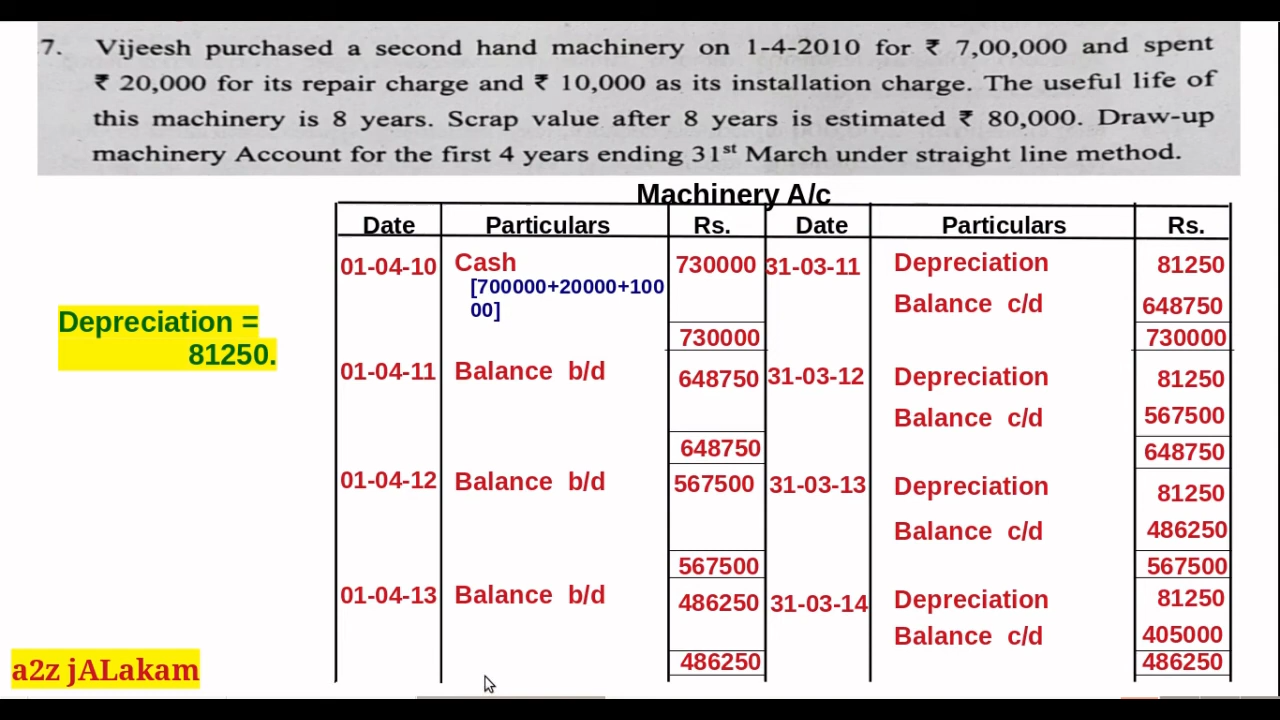 7. Vijeesh purchased a second hand machinery on 1-4-2010 for ₹ 7,00,000 and spent
₹ 20,000 for its repair charge and ₹ 10,000 as its installation charge. The useful life of
this machinery is 8 years. Scrap value after 8 years is estimated ₹ 80,000. Draw-up
machinery Account for the first 4 years ending 31st March under straight line method.
Machinery A/c
Date Particulars Rs. Date Particulars Rs.
01-04-10 Cash 730000 31-03-11 Depreciation 81250
[700000+20000+100
00]
Balance c/d 648750
730000 730000
Depreciation =
81250.
01-04-11 Balance b/d 648750 31-03-12 Depreciation 81250
Balance c/d 567500
648750 648750
01-04-12 Balance b/d 567500 31-03-13 Depreciation 81250
Balance c/d 486250
567500 567500
01-04-13 Balance b/d 486250 31-03-14 Depreciation 81250
Balance c/d 405000
486250 486250
a2z jALakam